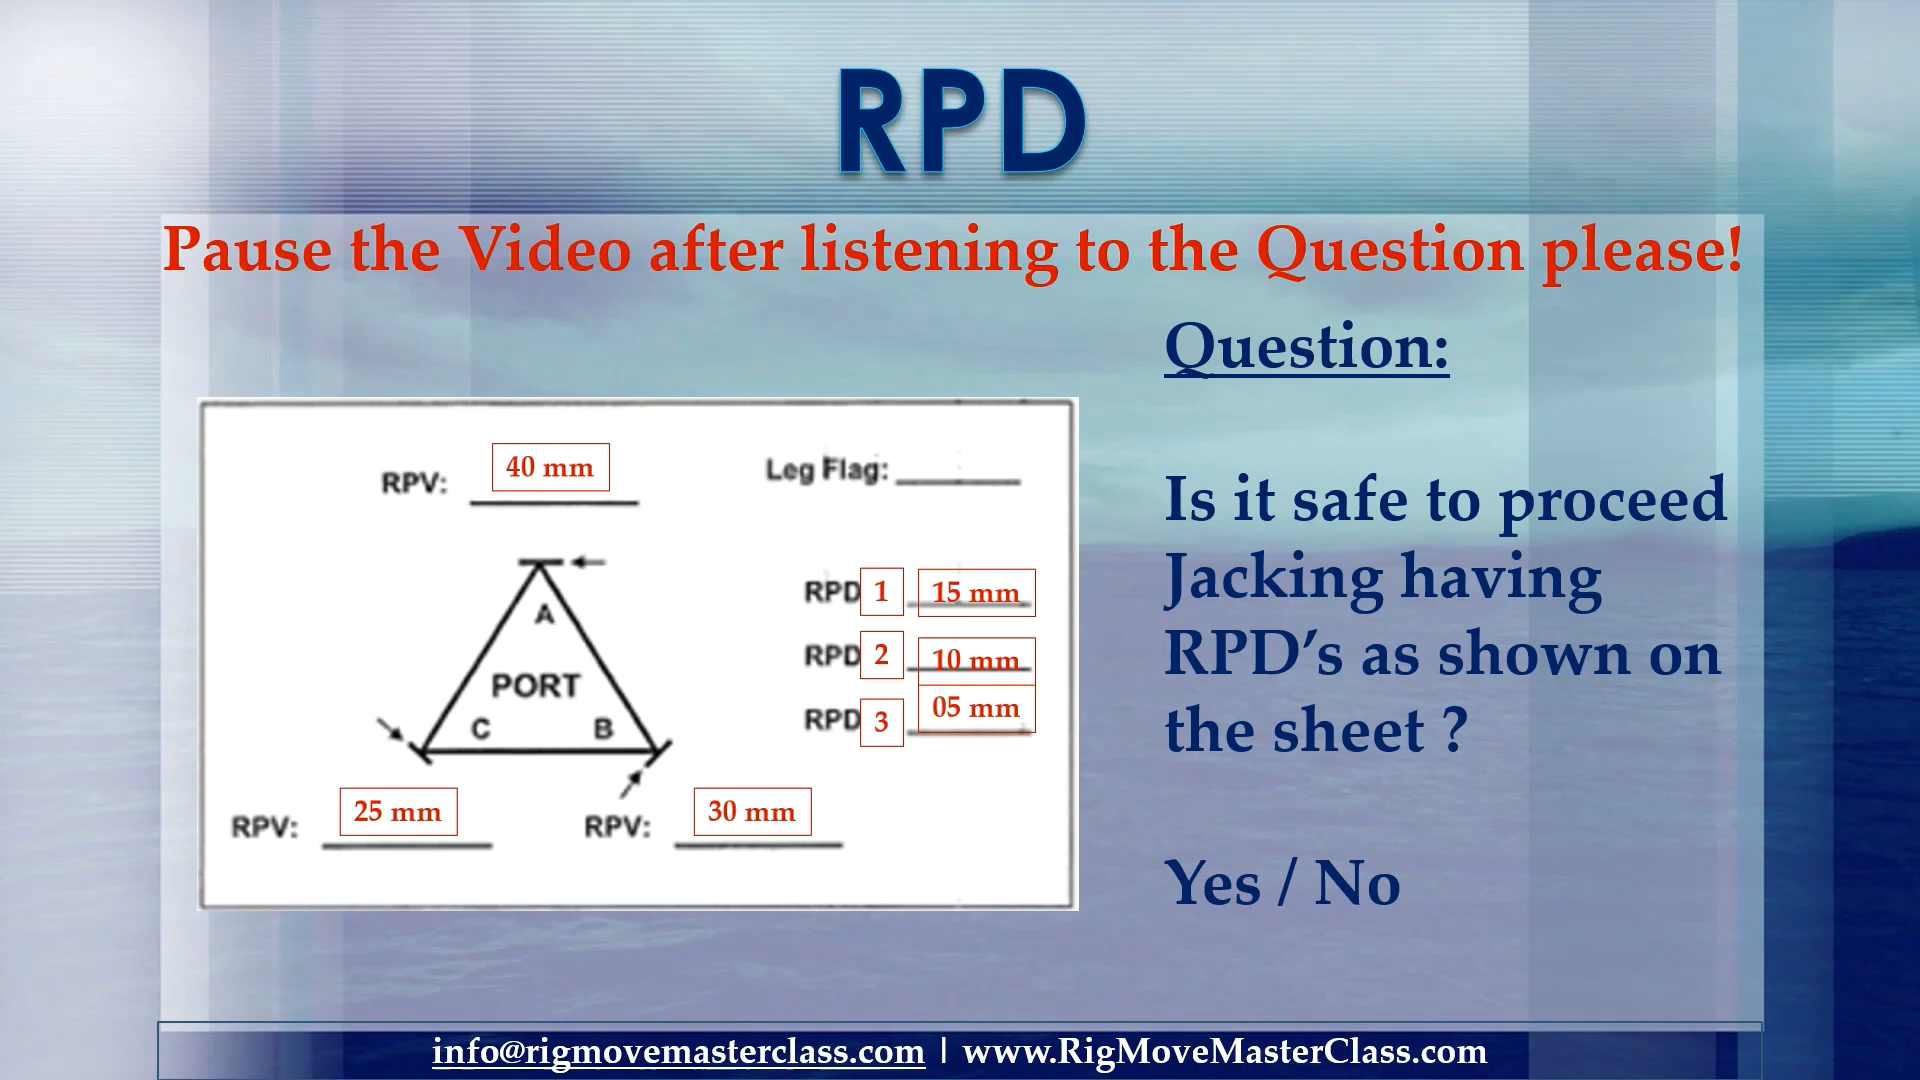 RPD
Pause the Video after listening to the Question please!
RPV: 40 mm
Leg Flag:
A
PORT
C B
RPV: 25 mm
RPV: 30 mm
RPD 1 15 mm
RPD 2 10 mm
RPD 3 05 mm
Question:
Is it safe to proceed
Jacking having
RPD’s as shown on
the sheet ?
Yes / No
info@rigmovemasterclass.com | www.RigMoveMasterClass.com